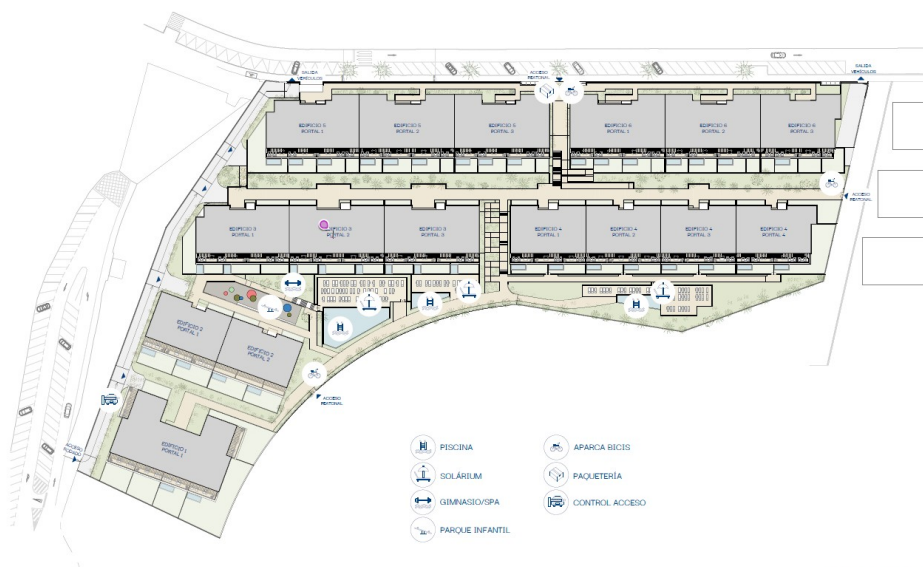 SALIDA
VEHÍCULOS
ACCESO
PEATONAL
SALIDA
VEHÍCULOS
EDIFICIO 5
PORTAL 1
EDIFICIO 5
PORTAL 2
EDIFICIO 5
PORTAL 3
EDIFICIO 6
PORTAL 1
EDIFICIO 6
PORTAL 2
EDIFICIO 6
PORTAL 3
ACCESO
PEATONAL
EDIFICIO 3
PORTAL 1
EDIFICIO 3
PORTAL 2
EDIFICIO 3
PORTAL 3
EDIFICIO 4
PORTAL 1
EDIFICIO 4
PORTAL 2
EDIFICIO 4
PORTAL 3
EDIFICIO 4
PORTAL 4
EDIFICIO 2
PORTAL 1
EDIFICIO 2
PORTAL 2
ACCESO
PEATONAL
ACCESO
RODADO
EDIFICIO 1
PORTAL 1
PISCINA
SOLÁRIUM
GIMNASIO/SPA
PARQUE INFANTIL
APARCA BICIS
PAQUETERÍA
CONTROL ACCESO